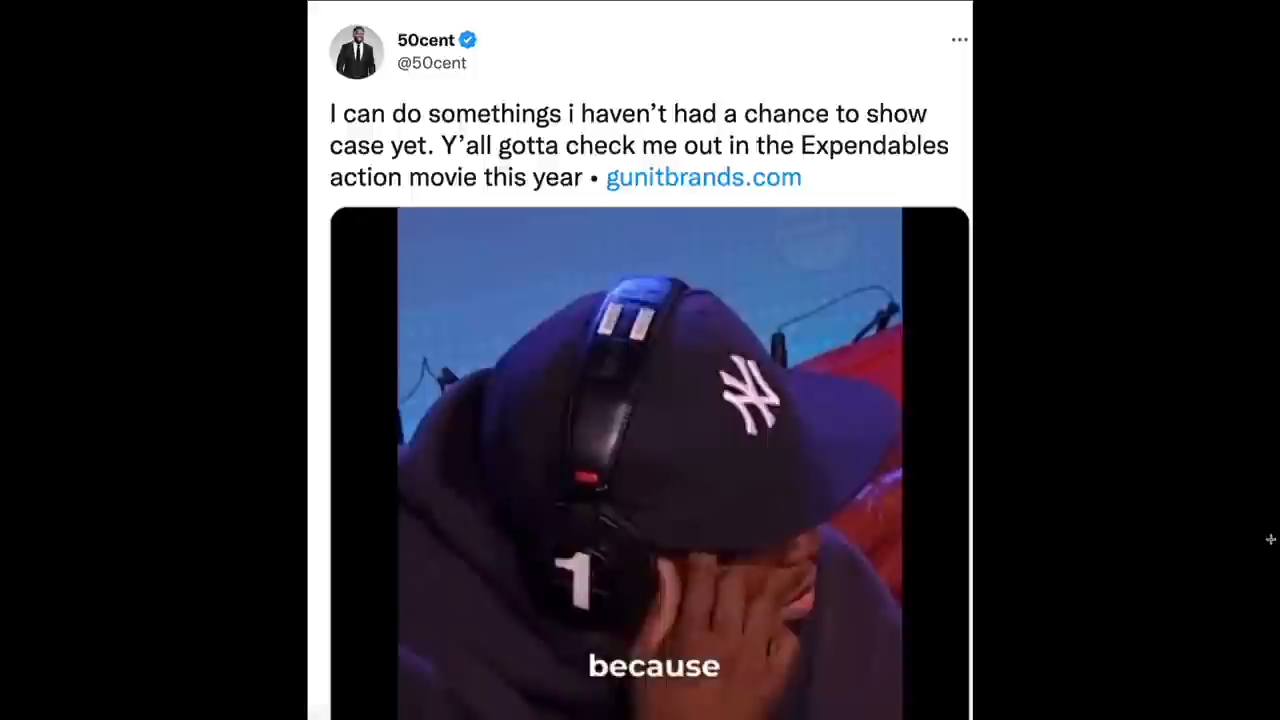 50cent
@50cent
I can do somethings i haven’t had a chance to show
case yet. Y’all gotta check me out in the Expendables
action movie this year • gunitbrands.com
NY
1
because